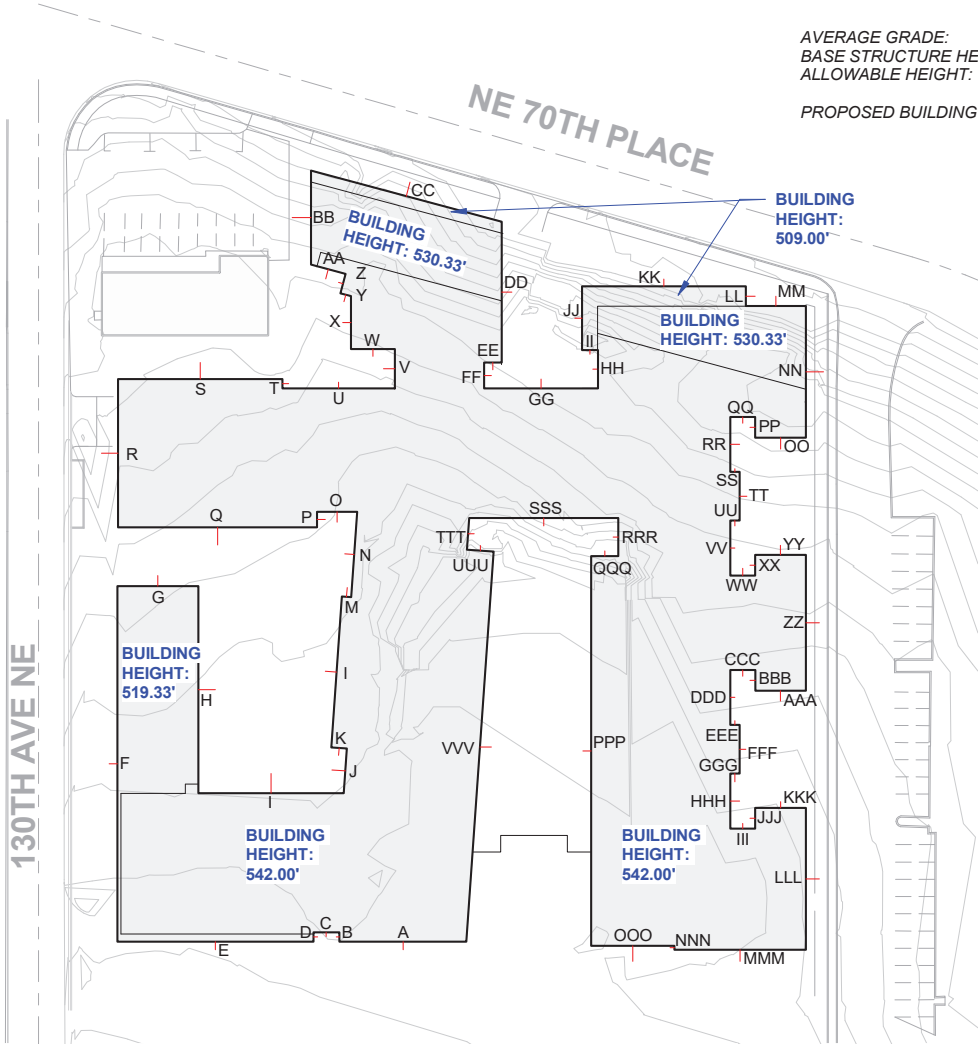 AVERAGE GRADE:
BASE STRUCTURE HE
ALLOWABLE HEIGHT:
PROPOSED BUILDING
NE 70TH PLACE
CC
BB
BUILDING
HEIGHT: 530.33'
BUILDING
HEIGHT:
509.00'
AA
Z
Y
DD
KK
LL
MM
X
JJ
BUILDING
HEIGHT: 530.33'
W
II
EE
V
FF
HH
NN
S
T
U
GG
QQ
PP
RR
OO
R
SS
TT
O
SSS
UU
Q
P
TTT
RRR
N
VV
YY
UUU
QQQ
XX
WW
G
M
ZZ
BUILDING
HEIGHT:
519.33'
I
CCC
BBB
H
DDD
AAA
130TH AVE NE
K
VVV
PPP
EEE
FFF
F
J
GGG
I
HHH
KKK
JJJ
BUILDING
HEIGHT:
542.00'
BUILDING
HEIGHT:
542.00'
III
LLL
C
D
B
A
OOO
NNN
E
MMM